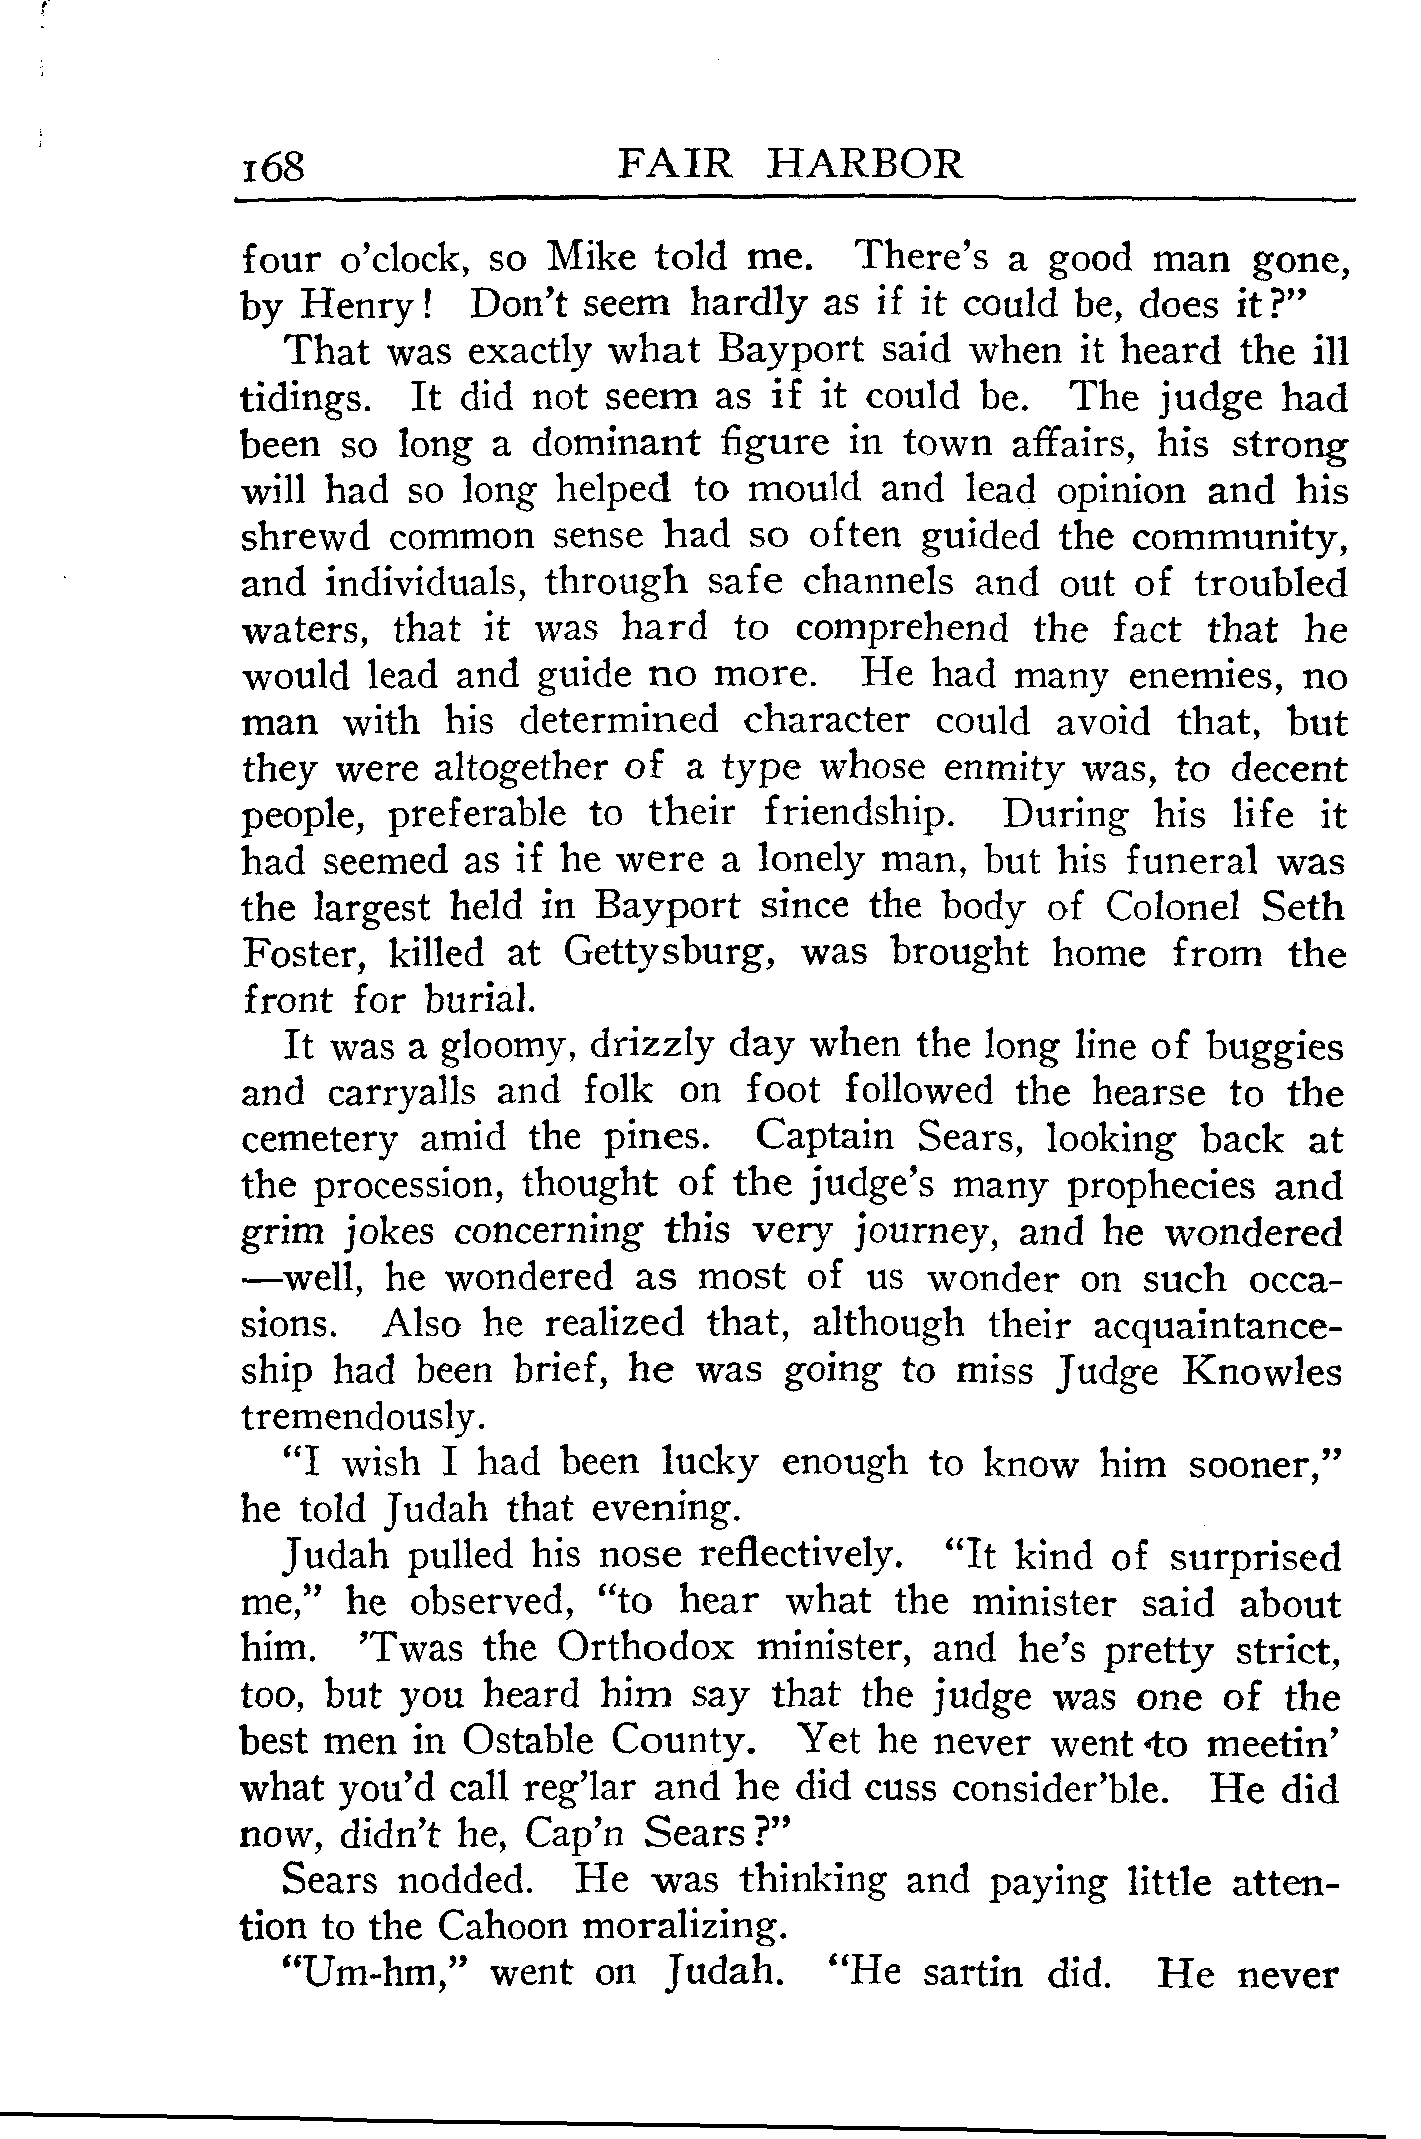 168 FAIR HARBOR
four o'clock, so Mike told me. There's a good man gone,
by Henry! Don't seem hardly as if it could be, does it?"
That was exactly what Bayport said when it heard the ill
tidings. It did not seem as if it could be. The judge had
been so long a dominant figure in town affairs, his strong
will had so long helped to mould and lead opinion and his
shrewd common sense had so often guided the community,
and individuals, through safe channels and out of troubled
waters, that it was hard to comprehend the fact that he
would lead and guide no more. He had many enemies, no
man with his determined character could avoid that, but
they were altogether of a type whose enmity was, to decent
people, preferable to their friendship. During his life it
had seemed as if he were a lonely man, but his funeral was
the largest held in Bayport since the body of Colonel Seth
Foster, killed at Gettysburg, was brought home from the
front for burial.
It was a gloomy, drizzly day when the long line of buggies
and carryalls and folk on foot followed the hearse to the
cemetery amid the pines. Captain Sears, looking back at
the procession, thought of the judge's many prophecies and
grim jokes concerning this very journey, and he wondered
—well, he wondered as most of us wonder on such occa-
sions. Also he realized that, although their acquaintance-
ship had been brief, he was going to miss Judge Knowles
tremendously.
"I wish I had been lucky enough to know him sooner,"
he told Judah that evening.
Judah pulled his nose reflectively. "It kind of surprised
me," he observed, "to hear what the minister said about
him. 'Twas the Orthodox minister, and he's pretty strict,
too, but you heard him say that the judge was one of the
best men in Ostable County. Yet he never went to meetin'
what you'd call reg'lar and he did cuss consider'ble. He did
now, didn't he, Cap'n Sears?"
Sears nodded. He was thinking and paying little atten-
tion to the Cahoon moralizing.
"Um-hm," went on Judah. "He sartin did. He never